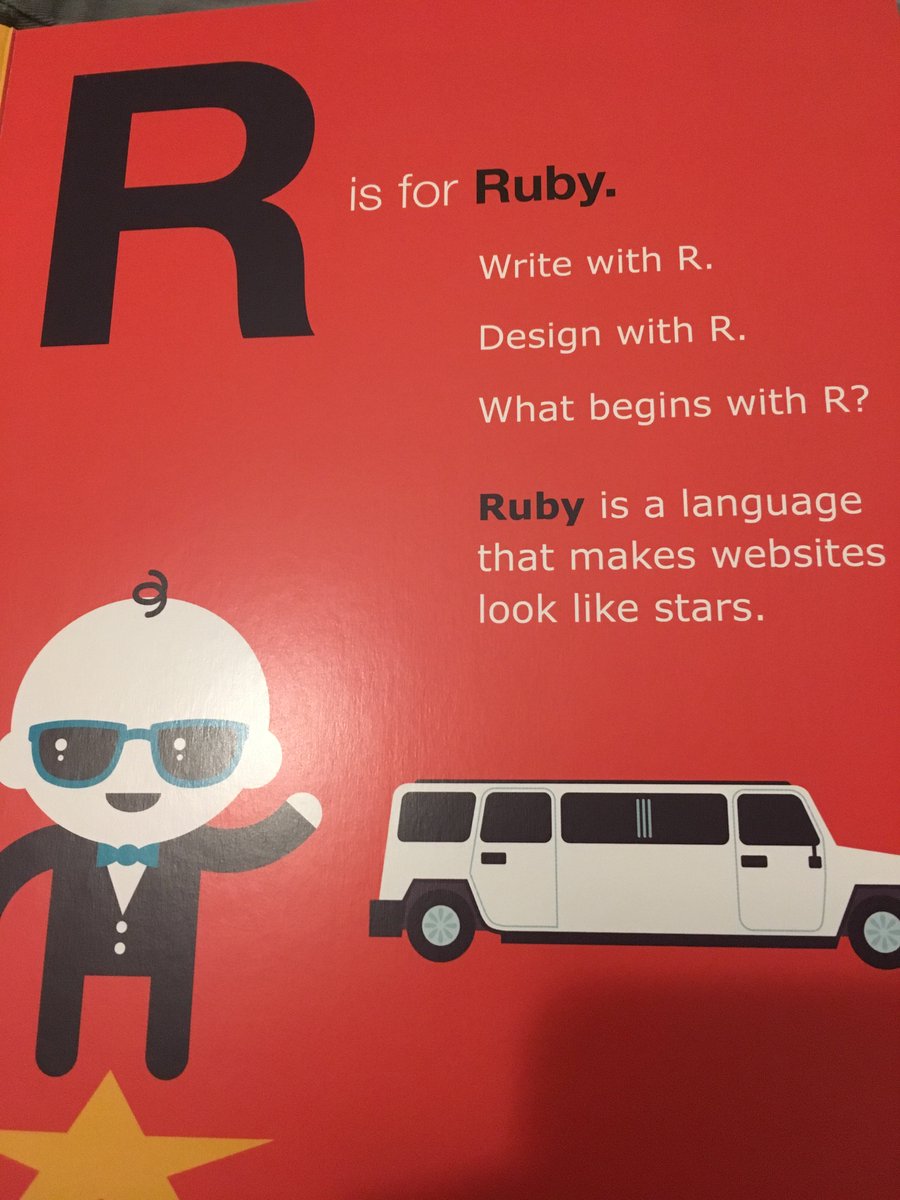 R is for Ruby.
Write with R.
Design with R.
What begins with R?
Ruby is a language
that makes websites
look like stars.